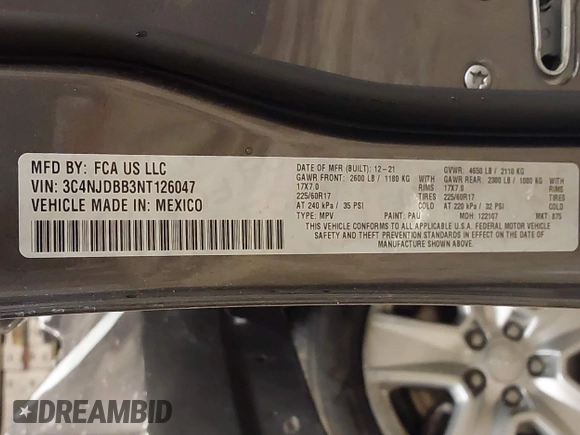 MFD BY: FCA US LLC
VIN: 3C4NJDBB3NT126047
VEHICLE MADE IN: MEXICO
DATE OF MFR (BUILT): 12-21
GVWR: 4650 LB / 2110 KG
GAWR FRONT: 2600 LB / 1180 KG WITH
17X7.0 RIMS
225/60R17 TIRES
AT 240 kPa / 35 PSI COLD
GAWR REAR: 2380 LB / 1080 KG WITH
17X7.0 RIMS
225/60R17 TIRES
AT 220 kPa / 32 PSI COLD
TYPE: MPV PAINT: PAU MDH: 122107 MKT: 875
THIS VEHICLE CONFORMS TO ALL APPLICABLE U.S.A. FEDERAL MOTOR VEHICLE
SAFETY AND THEFT PREVENTION STANDARDS IN EFFECT ON THE DATE OF
MANUFACTURE SHOWN ABOVE.
DREAMBID